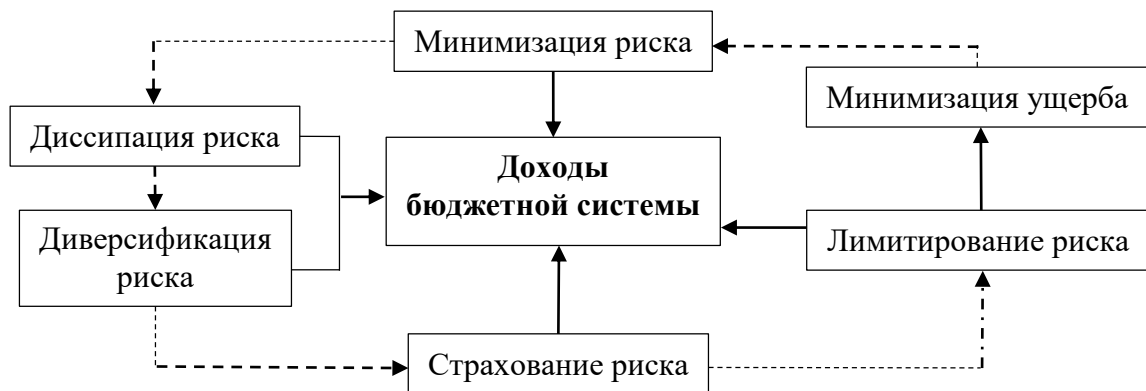 Минимизация риска
Минимизация ущерба
Диссипация риска
Доходы
бюджетной системы
Диверсификация
риска
Лимитирование риска
Страхование риска